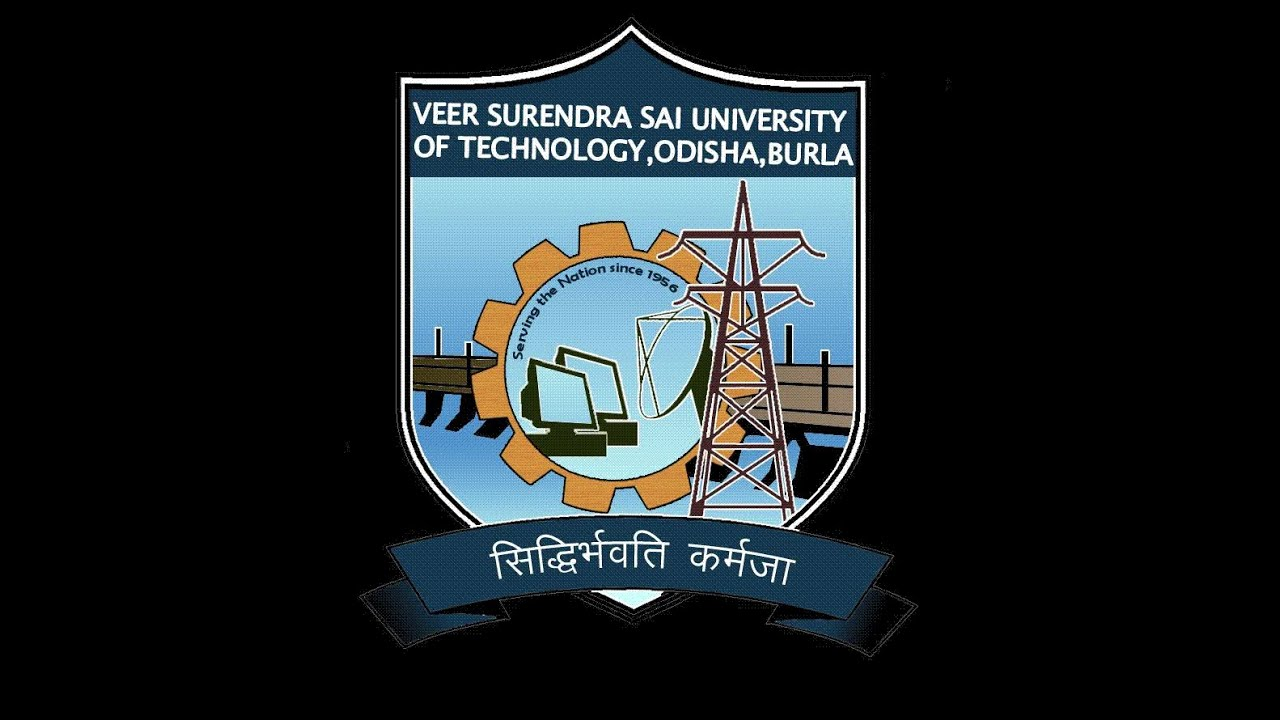 VEER SURENDRA SAI UNIVERSITY
OF TECHNOLOGY,ODISHA,BURLA
Serving the Nation since 1956
सिद्धिर्भवति कर्मजा